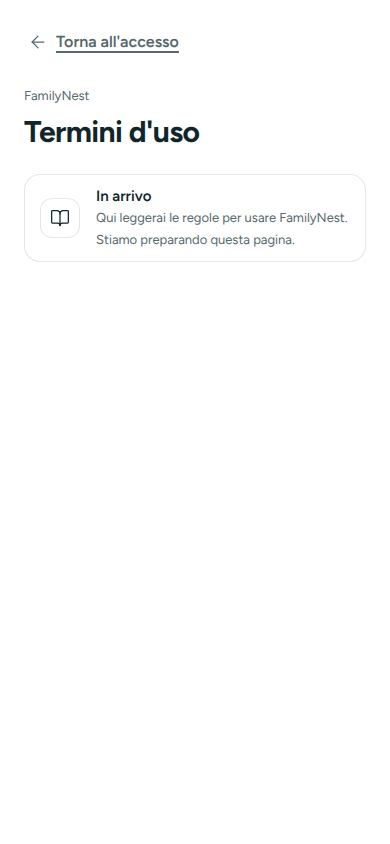 Torna all'accesso
FamilyNest
Termini d'uso
In arrivo
Qui leggerai le regole per usare FamilyNest.
Stiamo preparando questa pagina.